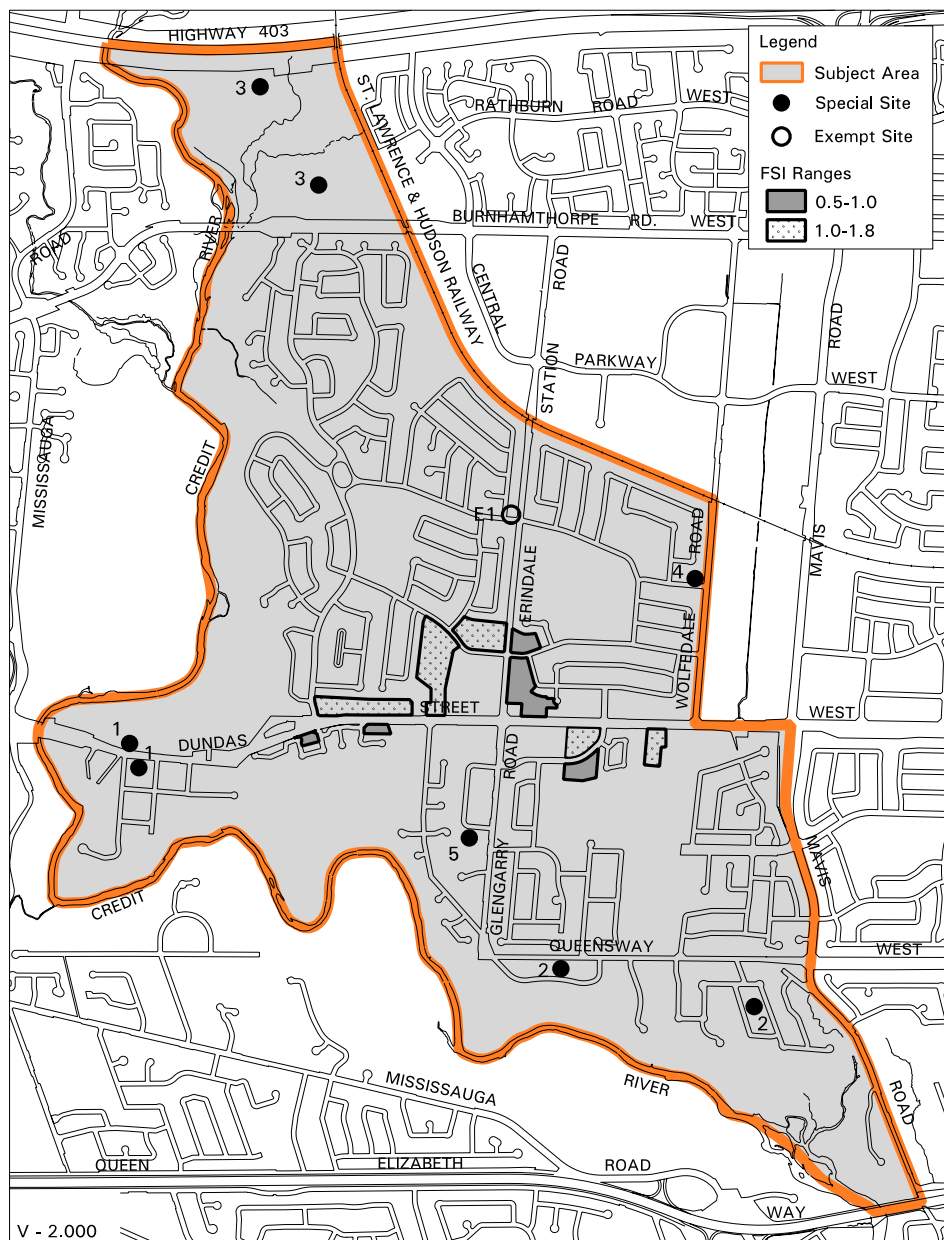 HIGHWAY 403
Legend
Subject Area
Special Site
Exempt Site
FSI Ranges
0.5-1.0
1.0-1.8
3
3
ST. LAWRENCE & HUDSON RAILWAY
RATHBURN ROAD WEST
BURNHAMTHORPE RD. WEST
ROAD
RIVER
CENTRAL
ROAD
ROAD
STATION
PARKWAY
WEST
MISSISSAUGA
CREDIT
E1
ERINDALE
ROAD
4
MAVIS
WOLFEDALE
STREET
WEST
1
1
DUNDAS
ROAD
5
GLENGARRY
MAVIS
CREDIT
QUEENSWAY
WEST
2
2
MISSISSAUGA
RIVER
ROAD
QUEEN
ELIZABETH
ROAD
WAY
V - 2.000